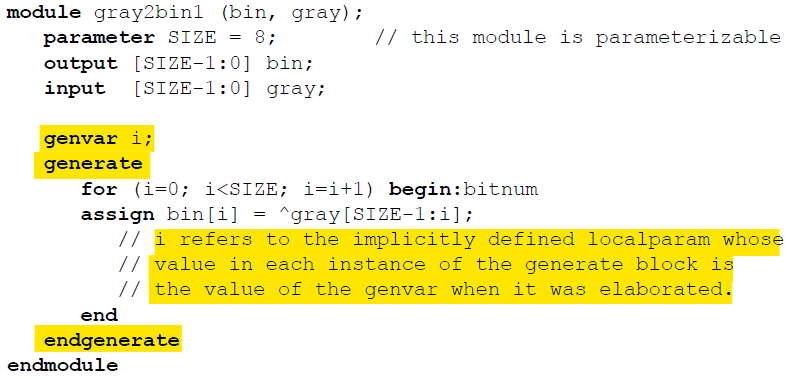 module gray2bin1 (bin, gray);
parameter SIZE = 8; // this module is parameterizable
output [SIZE-1:0] bin;
input [SIZE-1:0] gray;
genvar i;
generate
for (i=0; i<SIZE; i=i+1) begin:bitnum
assign bin[i] = ^gray[SIZE-1:i];
// i refers to the implicitly defined localparam whose
// value in each instance of the generate block is
// the value of the genvar when it was elaborated.
end
endgenerate
endmodule